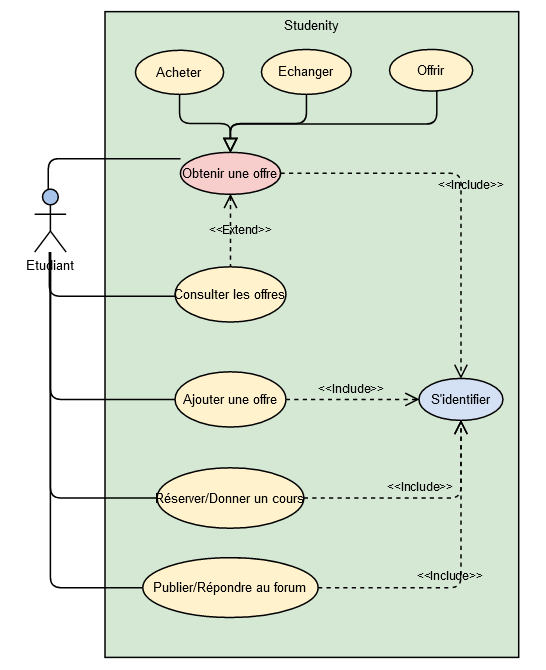 Studenity
Acheter
Echanger
Offrir
Obtenir une offre
<<Include>>
<<Extend>>
Etudiant
Consulter les offres
<<Include>>
Ajouter une offre
S'identifier
<<Include>>
Réserver/Donner un cours
<<Include>>
Publier/Répondre au forum